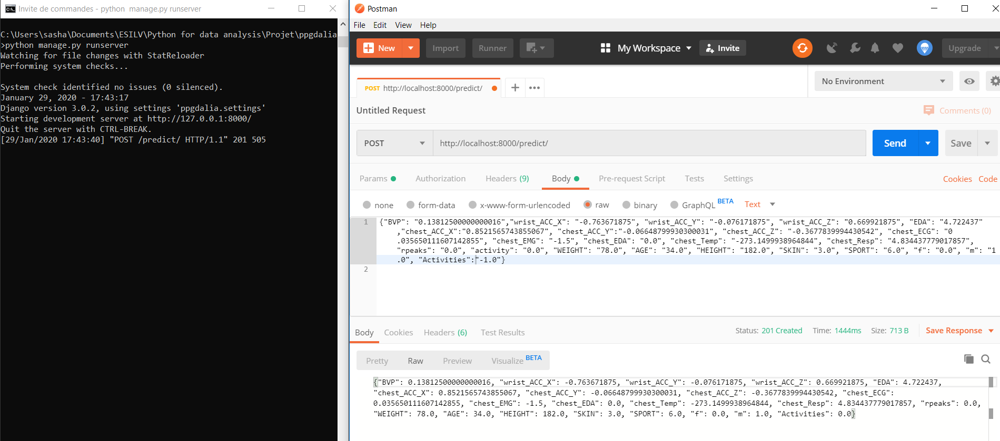 Invite de commandes - python  manage.py runserver
C:\Users\sasha\Documents\ESILV\Python for data analysis\Projet\ppgdalia
>python manage.py runserver
Watching for file changes with StatReloader
Performing system checks...
System check identified no issues (0 silenced).
January 29, 2020 - 17:43:17
Django version 3.0.2, using settings 'ppgdalia.settings'
Starting development server at http://127.0.0.1:8000/
Quit the server with CTRL-BREAK.
[29/Jan/2020 17:43:40] "POST /predict/ HTTP/1.1" 201 505
Postman
File Edit View Help
New Import Runner My Workspace Invite Upgrade
POST http://localhost:8000/predict/ + ••• No Environment
Untitled Request Comments (0)
POST http://localhost:8000/predict/ Send Save
Params Authorization Headers (9) Body Pre-request Script Tests Settings Cookies Code
none form-data x-www-form-urlencoded raw binary GraphQL BETA Text
1 {"BVP": "0.13812500000000016","wrist_ACC_X": "-0.763671875", "wrist_ACC_Y": "-0.076171875", "wrist_ACC_Z": "0.669921875", "EDA": "4.722437"
,"chest_ACC_X":"0.8521565743855067", "chest_ACC_Y":"-0.06648799930300031", "chest_ACC_Z": "-0.3677839994430542", "chest_ECG": "0
.035650111607142855", "chest_EMG": "-1.5", "chest_EDA": "0.0", "chest_Temp": "-273.1499938964844", "chest_Resp": "4.834437779017857",
"rpeaks": "0.0", "activity": "0.0", "WEIGHT": "78.0", "AGE": "34.0", "HEIGHT": "182.0", "SKIN": "3.0", "SPORT": "6.0", "f": "0.0", "m": "1
.0", "Activities":"-1.0"}
2
Body Cookies Headers (6) Test Results Status: 201 Created Time: 1444ms Size: 713 B Save Response
Pretty Raw Preview Visualize BETA
{"BVP": 0.13812500000000016, "wrist_ACC_X": -0.763671875, "wrist_ACC_Y": -0.076171875, "wrist_ACC_Z": 0.669921875, "EDA": 4.722437,
"chest_ACC_X": 0.8521565743855067, "chest_ACC_Y": -0.06648799930300031, "chest_ACC_Z": -0.3677839994430542, "chest_ECG":
0.035650111607142855, "chest_EMG": -1.5, "chest_EDA": 0.0, "chest_Temp": -273.1499938964844, "chest_Resp": 4.834437779017857, "rpeaks": 0.0,
"WEIGHT": 78.0, "AGE": 34.0, "HEIGHT": 182.0, "SKIN": 3.0, "SPORT": 6.0, "f": 0.0, "m": 1.0, "Activities": 0.0}